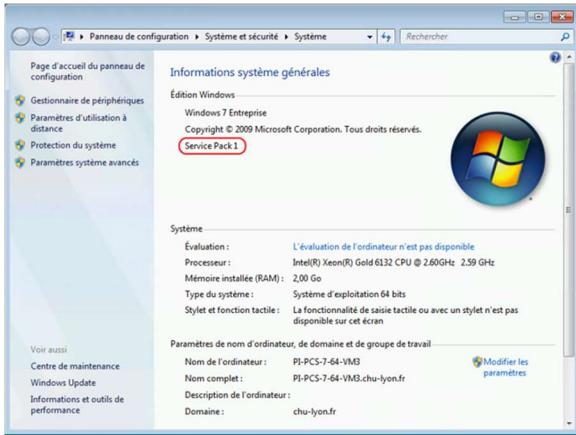 Panneau de configuration ▸ Système et sécurité ▸ Système
Rechercher
Page d'accueil du panneau de
configuration
Gestionnaire de périphériques
Paramètres d'utilisation à
distance
Protection du système
Paramètres système avancés
Voir aussi
Centre de maintenance
Windows Update
Informations et outils de
performance
Informations système générales
Édition Windows
Windows 7 Entreprise
Copyright © 2009 Microsoft Corporation. Tous droits réservés.
Service Pack 1
Système
Évaluation : L'évaluation de l'ordinateur n'est pas disponible
Processeur : Intel(R) Xeon(R) Gold 6132 CPU @ 2.60GHz 2.59 GHz
Mémoire installée (RAM) : 2,00 Go
Type du système : Système d'exploitation 64 bits
Stylet et fonction tactile : La fonctionnalité de saisie tactile ou avec un stylet n'est pas
disponible sur cet écran
Paramètres de nom d'ordinateur, de domaine et de groupe de travail
Nom de l'ordinateur : PI-PCS-7-64-VM3
Modifier les
paramètres
Nom complet : PI-PCS-7-64-VM3.chu-lyon.fr
Description de l'ordinateur :
Domaine : chu-lyon.fr